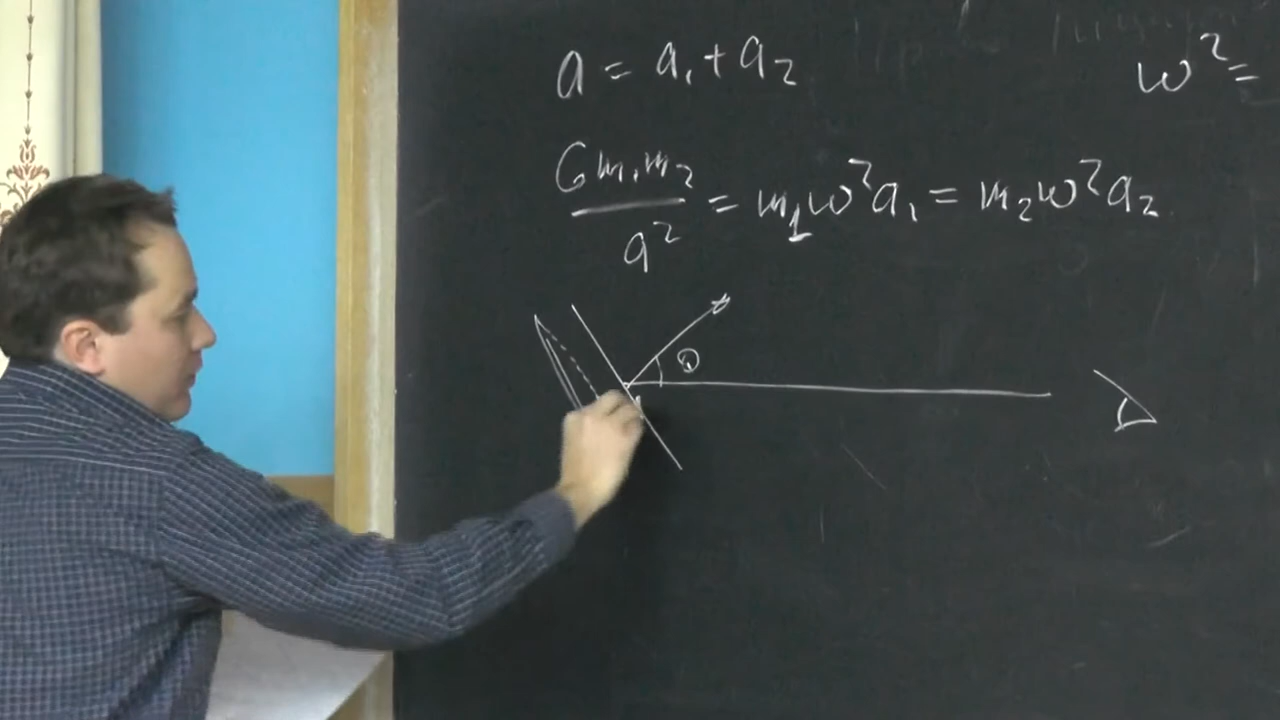 a = a₁ + a₂
ω² =
Gm₁m₂/a² = m₁ω²a₁ = m₂ω²a₂
Q